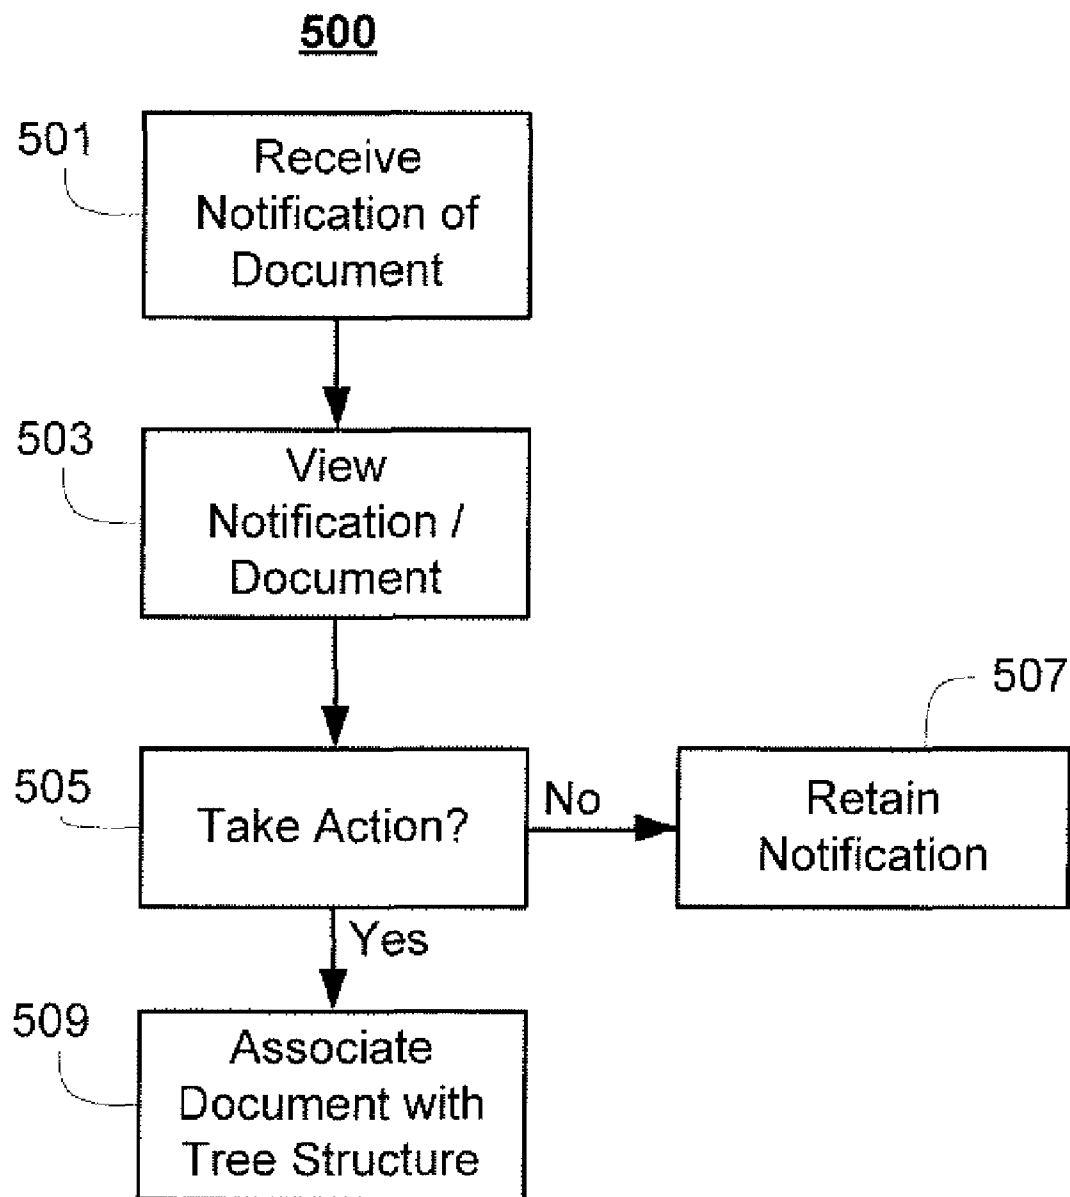 500
501
Receive
Notification of
Document
503
View
Notification /
Document
507
505
Take Action?
No
Retain
Notification
Yes
509
Associate
Document with
Tree Structure